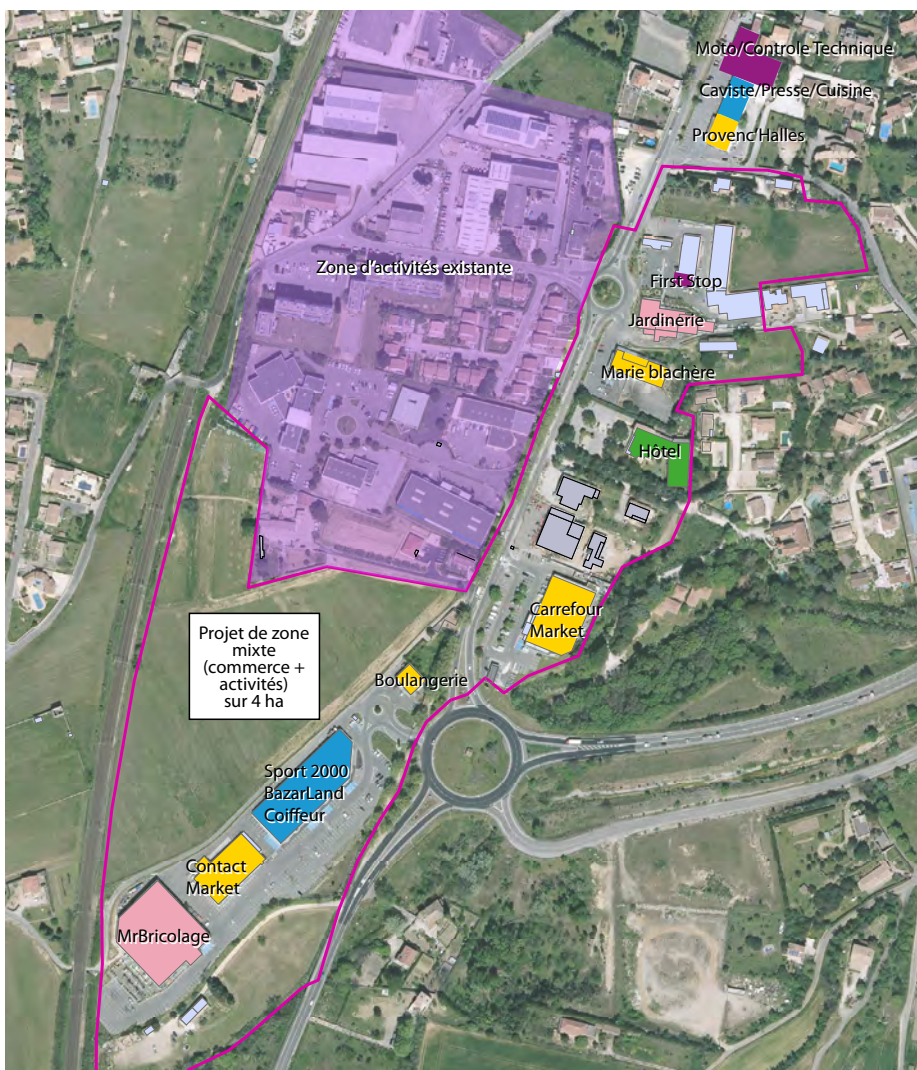 Moto/Controle Technique
Caviste/Presse/Cuisine
Provenc'Halles
Zone d'activités existante
First Stop
Jardinerie
Marie blachère
Hôtel
Carrefour
Market
Projet de zone
mixte
(commerce +
activités)
sur 4 ha
Boulangerie
Sport 2000
BazarLand
Coiffeur
Contact
Market
MrBricolage